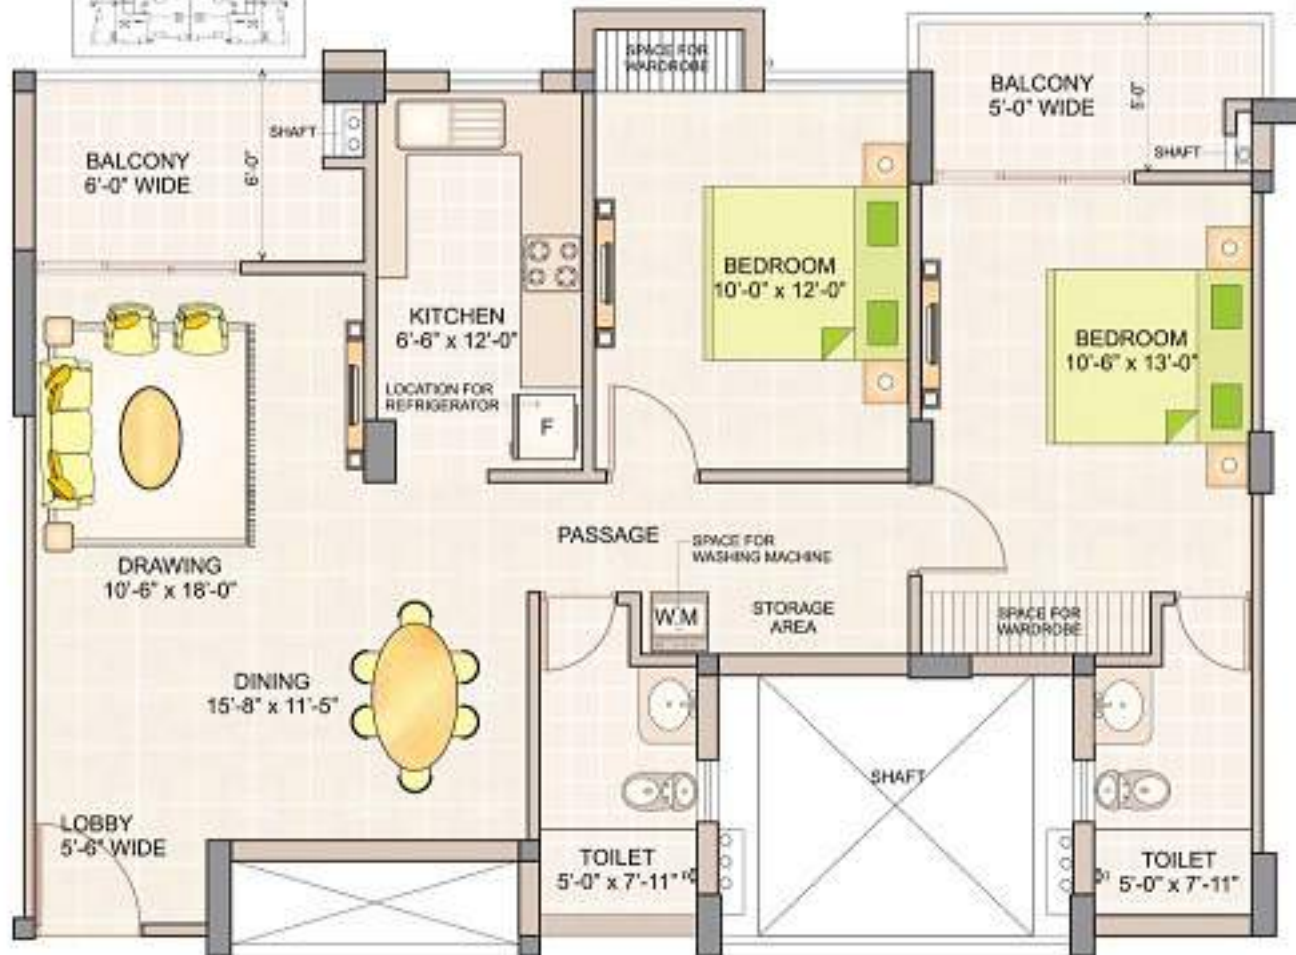 SPACE FOR
WARDROBE
BALCONY
5'-0" WIDE
5'-0"
SHAFT
SHAFT
BALCONY
6'-0" WIDE
6'-0"
BEDROOM
10'-0" x 12'-0"
KITCHEN
6'-6" x 12'-0"
BEDROOM
10'-6" x 13'-0"
LOCATION FOR
REFRIGERATOR
F
PASSAGE
SPACE FOR
WASHING MACHINE
DRAWING
10'-6" x 18'-0"
W.M
STORAGE
AREA
SPACE FOR
WARDROBE
DINING
15'-8" x 11'-5"
SHAFT
LOBBY
5'-6" WIDE
TOILET
5'-0" x 7'-11"
TOILET
5'-0" x 7'-11"